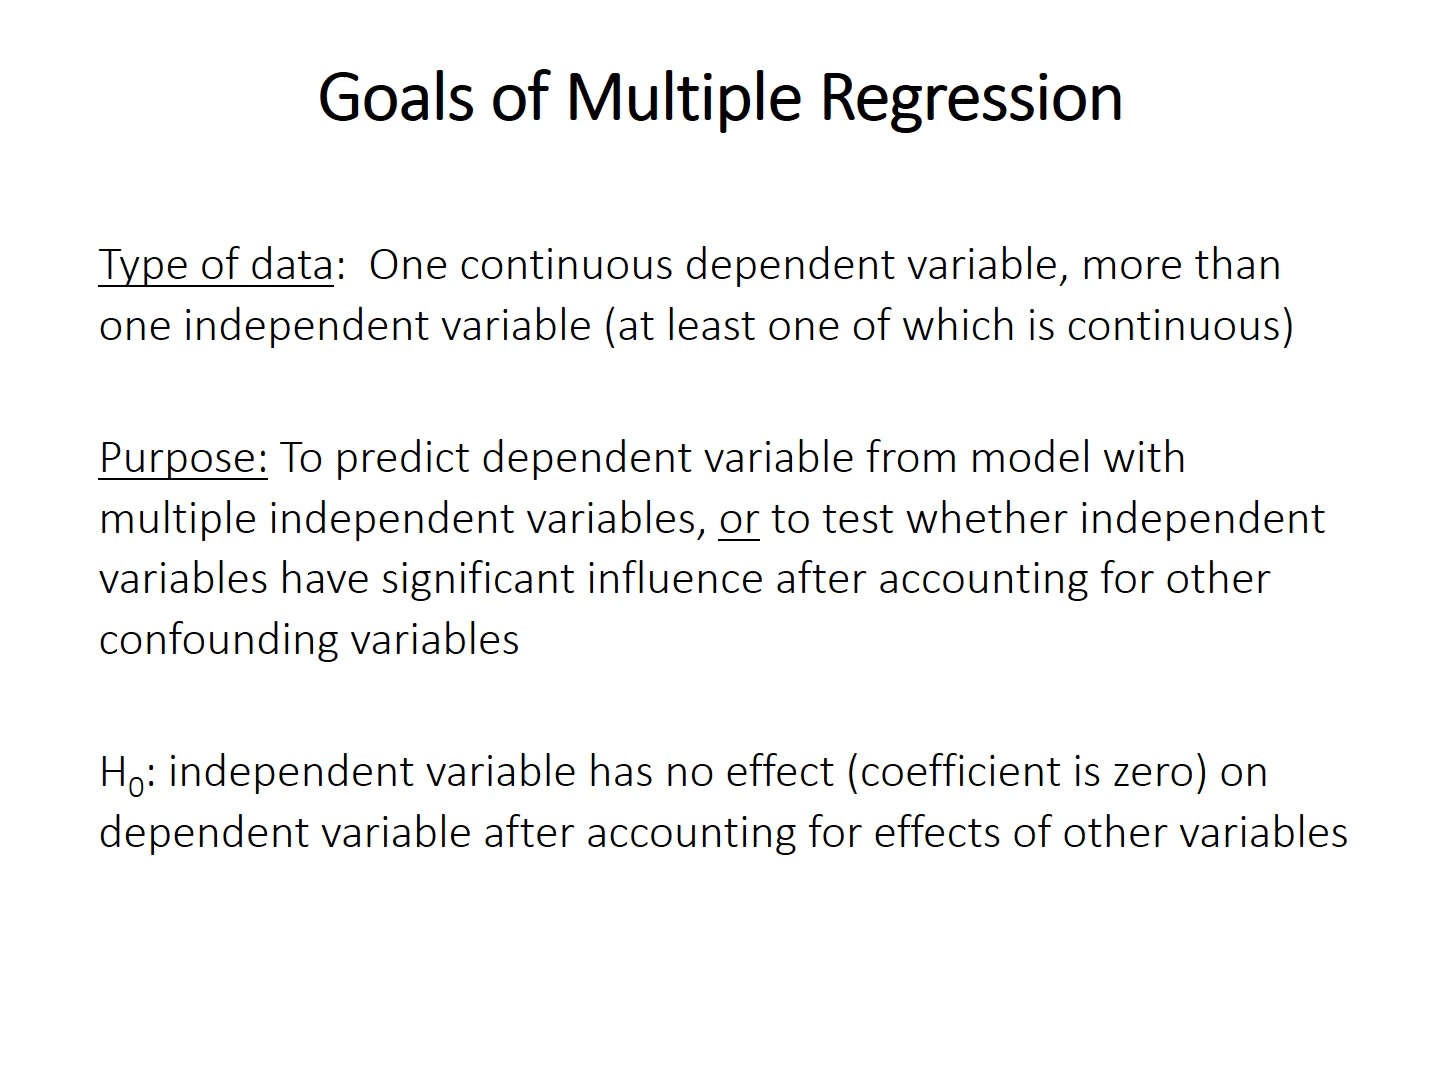 Goals of Multiple Regression
Type of data:  One continuous dependent variable, more than
one independent variable (at least one of which is continuous)
Purpose: To predict dependent variable from model with
multiple independent variables, or to test whether independent
variables have significant influence after accounting for other
confounding variables
H₀: independent variable has no effect (coefficient is zero) on
dependent variable after accounting for effects of other variables